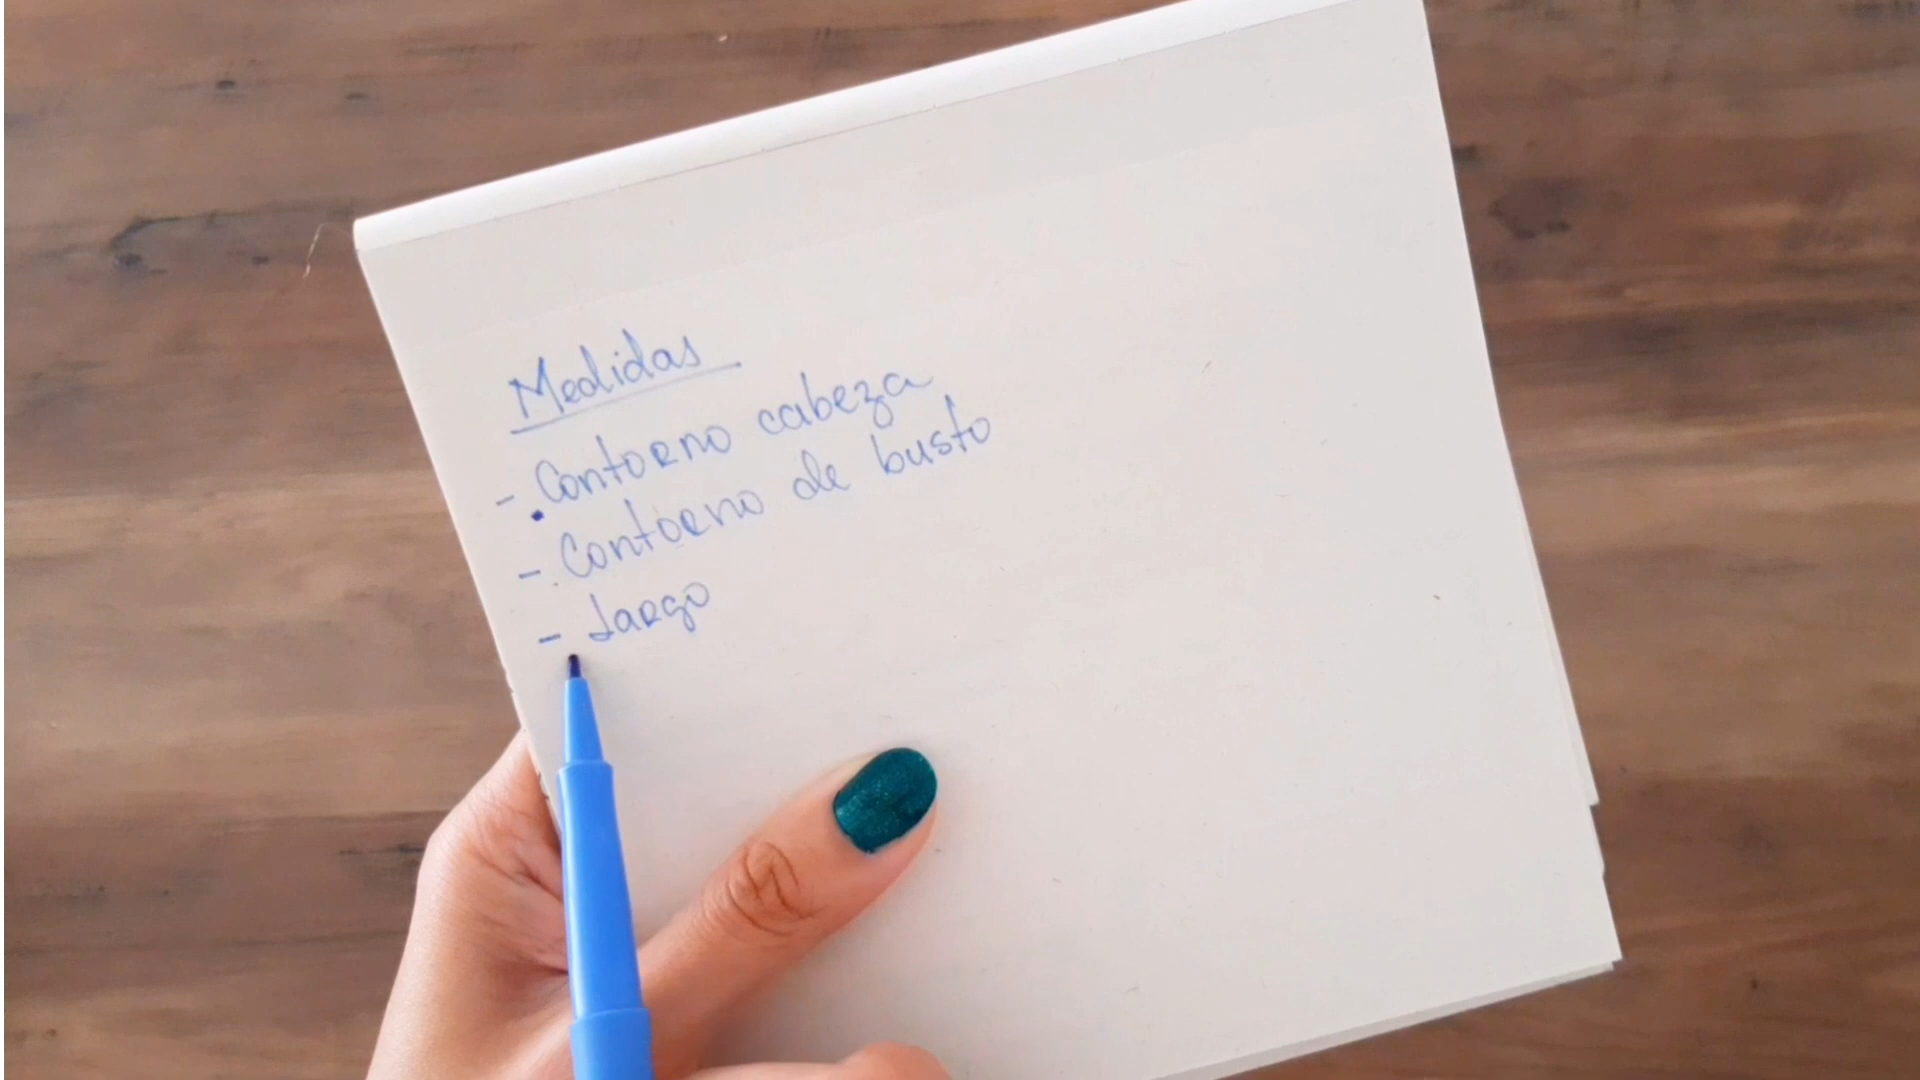 Medidas
- Contorno cabeza
- Contorno de busto
- Largo